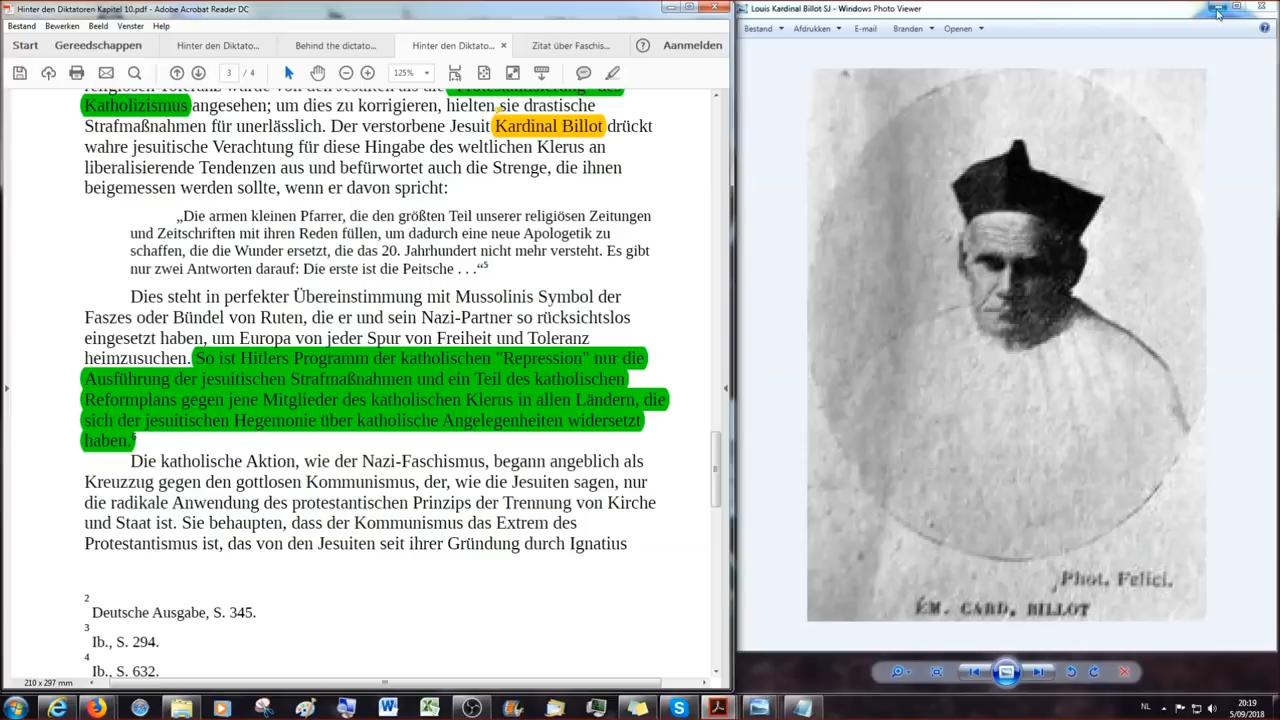 Hinter den Diktatoren Kapitel 10.pdf - Adobe Acrobat Reader DC
Bestand Bewerken Beeld Venster Help
Start Gereedschappen Hinter den Diktato... Behind the dictato... Hinter den Diktato... × Zitat über Faschis... Aanmelden
3 / 4 125%
religiösen Toleranz wurde von den Jesuiten als die "Protestantisierung" des
Katholizismus angesehen; um dies zu korrigieren, hielten sie drastische
Strafmaßnahmen für unerlässlich. Der verstorbene Jesuit Kardinal Billot drückt
wahre jesuitische Verachtung für diese Hingabe des weltlichen Klerus an
liberalisierende Tendenzen aus und befürwortet auch die Strenge, die ihnen
beigemessen werden sollte, wenn er davon spricht:
„Die armen kleinen Pfarrer, die den größten Teil unserer religiösen Zeitungen
und Zeitschriften mit ihren Reden füllen, um dadurch eine neue Apologetik zu
schaffen, die die Wunder ersetzt, die das 20. Jahrhundert nicht mehr versteht. Es gibt
nur zwei Antworten darauf: Die erste ist die Peitsche . . .“5
Dies steht in perfekter Übereinstimmung mit Mussolinis Symbol der
Faszes oder Bündel von Ruten, die er und sein Nazi-Partner so rücksichtslos
eingesetzt haben, um Europa von jeder Spur von Freiheit und Toleranz
heimzusuchen. So ist Hitlers Programm der katholischen "Repression" nur die
Ausführung der jesuitischen Strafmaßnahmen und ein Teil des katholischen
Reformplans gegen jene Mitglieder des katholischen Klerus in allen Ländern, die
sich der jesuitischen Hegemonie über katholische Angelegenheiten widersetzt
haben.6
Die katholische Aktion, wie der Nazi-Faschismus, begann angeblich als
Kreuzzug gegen den gottlosen Kommunismus, der, wie die Jesuiten sagen, nur
die radikale Anwendung des protestantischen Prinzips der Trennung von Kirche
und Staat ist. Sie behaupten, dass der Kommunismus das Extrem des
Protestantismus ist, das von den Jesuiten seit ihrer Gründung durch Ignatius
2
Deutsche Ausgabe, S. 345.
3
Ib., S. 294.
4
Ib., S. 632.
210 x 297 mm
Louis Kardinal Billot SJ - Windows Photo Viewer
Bestand Afdrukken E-mail Branden Openen
Phot. Felici.
ÉM. CARD. BILLOT
NL 20:19
5/09/2018